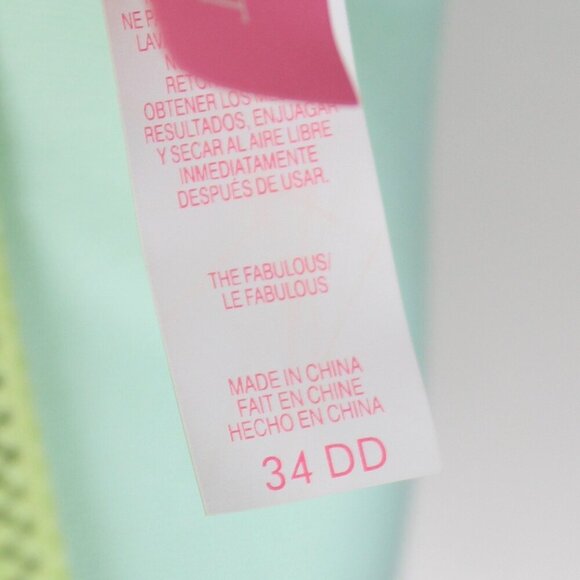 NE
LAV
RETO
OBTENER LOS
RESULTADOS, ENJUAGAR
Y SECAR AL AIRE LIBRE
INMEDIATAMENTE
DESPUÉS DE USAR.
THE FABULOUS/
LE FABULOUS
MADE IN CHINA
FAIT EN CHINE
HECHO EN CHINA
34 DD